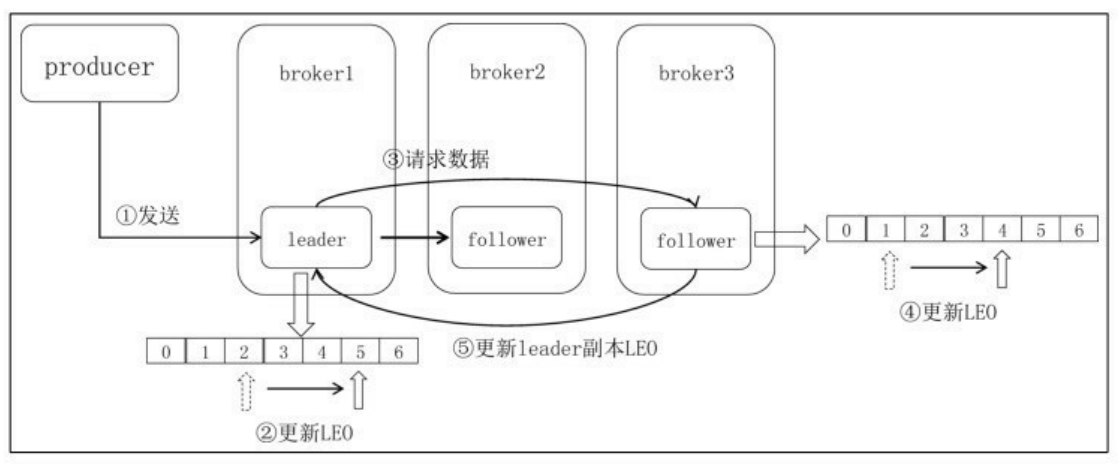 producer
broker1
broker2
broker3
③请求数据
①发送
leader
follower
follower
0 1 2 3 4 5 6
④更新LEO
⑤更新leader副本LEO
0 1 2 3 4 5 6
②更新LEO